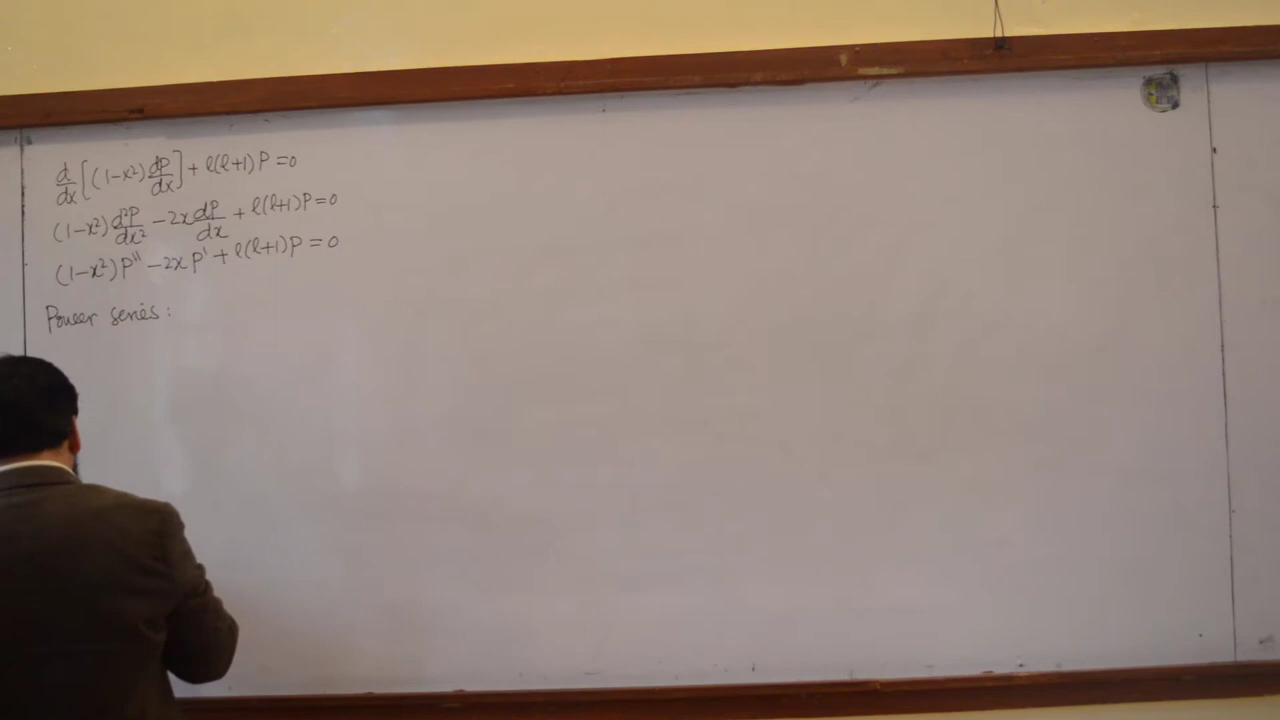 d/dx [(1-x²) dP/dx] + l(l+1) P = 0
(1-x²) d²P/dx² - 2x dP/dx + l(l+1) P = 0
(1-x²) P'' - 2x P' + l(l+1) P = 0
Power series: